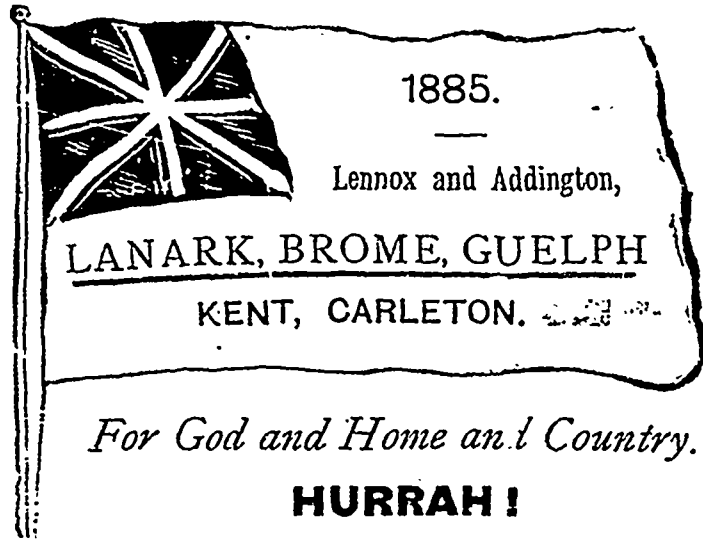 1885.
Lennox and Addington,
LANARK, BROME, GUELPH
KENT, CARLETON.
For God and Home and Country.
HURRAH!